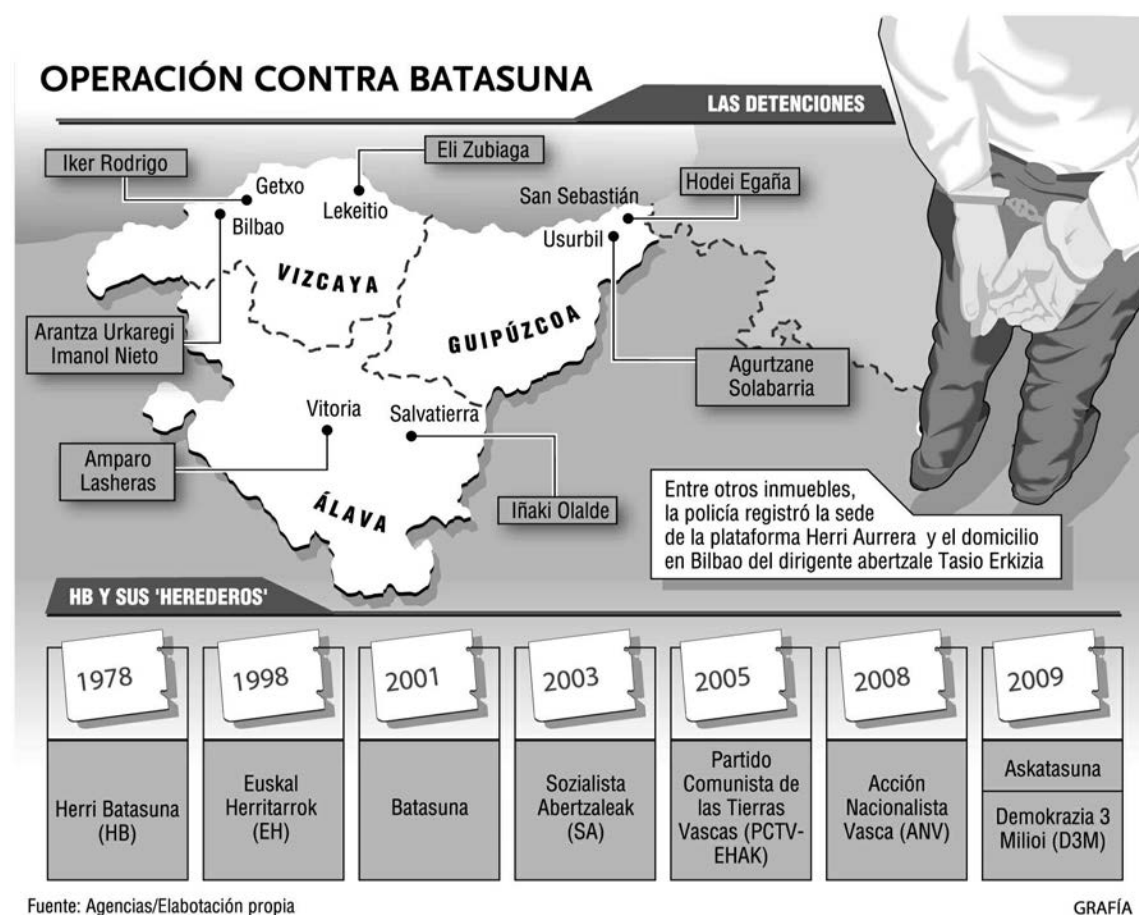 OPERACIÓN CONTRA BATASUNA
LAS DETENCIONES
Iker Rodrigo
Eli Zubiaga
Getxo
Lekeitio
Bilbao
San Sebastián
Hodei Egaña
Usurbil
VIZCAYA
GUIPÚZCOA
Arantza Urkaregi
Imanol Nieto
Agurtzane
Solabarria
Vitoria
Salvatierra
Amparo
Lasheras
ÁLAVA
Iñaki Olalde
Entre otros inmuebles,
la policía registró la sede
de la plataforma Herri Aurrera y el domicilio
en Bilbao del dirigente abertzale Tasio Erkizia
HB Y SUS 'HEREDEROS'
1978
Herri Batasuna
(HB)
1998
Euskal
Herritarrok
(EH)
2001
Batasuna
2003
Sozialista
Abertzaleak
(SA)
2005
Partido
Comunista de
las Tierras
Vascas (PCTV-
EHAK)
2008
Acción
Nacionalista
Vasca (ANV)
2009
Askatasuna
Demokrazia 3
Milioi (D3M)
Fuente: Agencias/Elabotación propia
GRAFÍA